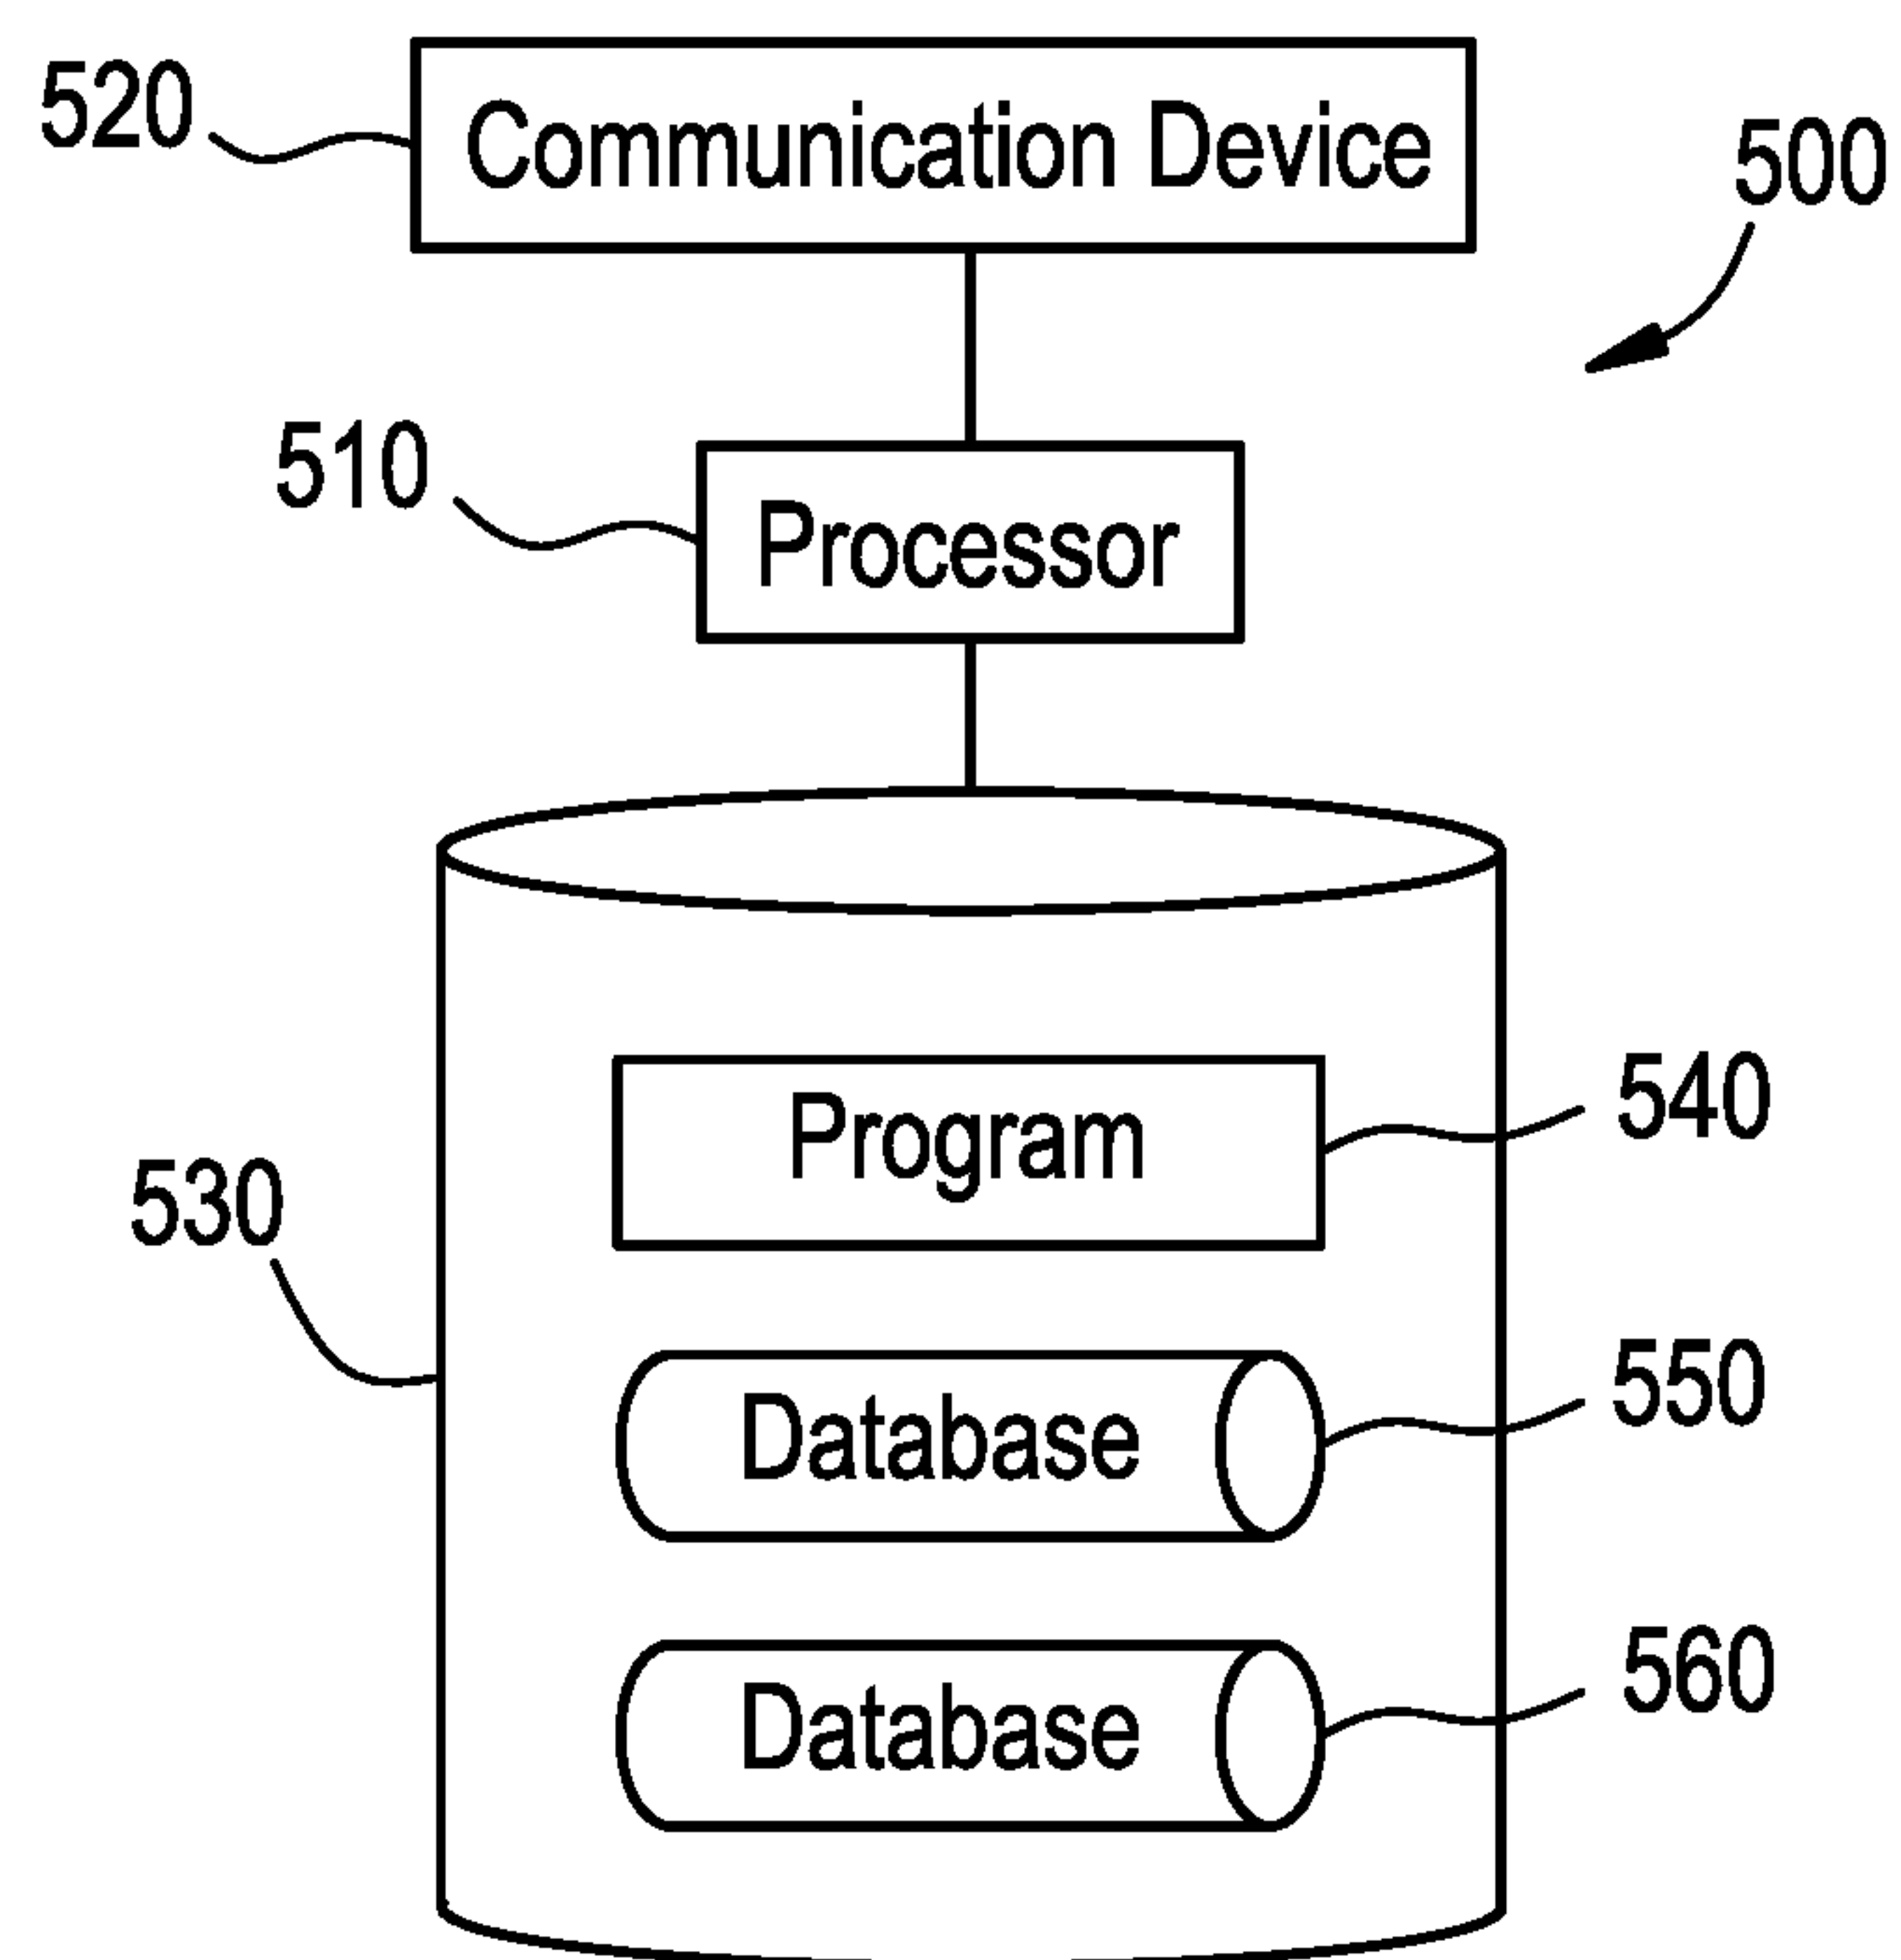 520
Communication Device
500
510
Processor
Program
540
530
Database
550
Database
560